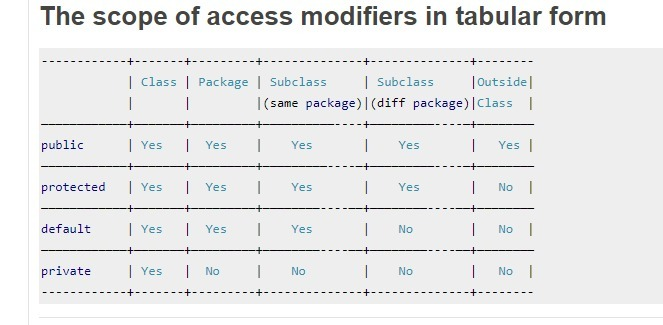 The scope of access modifiers in tabular form
------------+-------+---------+--------------+--------------+--------
| Class | Package | Subclass | Subclass |Outside|
| | |(same package)|(diff package)|Class |
————————————+———————+—————————+——————----————+—————----—————+————————
public | Yes | Yes | Yes | Yes | Yes |
————————————+———————+—————————+——————----————+—————----—————+————————
protected | Yes | Yes | Yes | Yes | No |
————————————+———————+—————————+——————----————+—————----—————+————————
default | Yes | Yes | Yes | No | No |
————————————+———————+—————————+——————----————+—————----—————+————————
private | Yes | No | No | No | No |
------------+-------+---------+--------------+--------------+--------